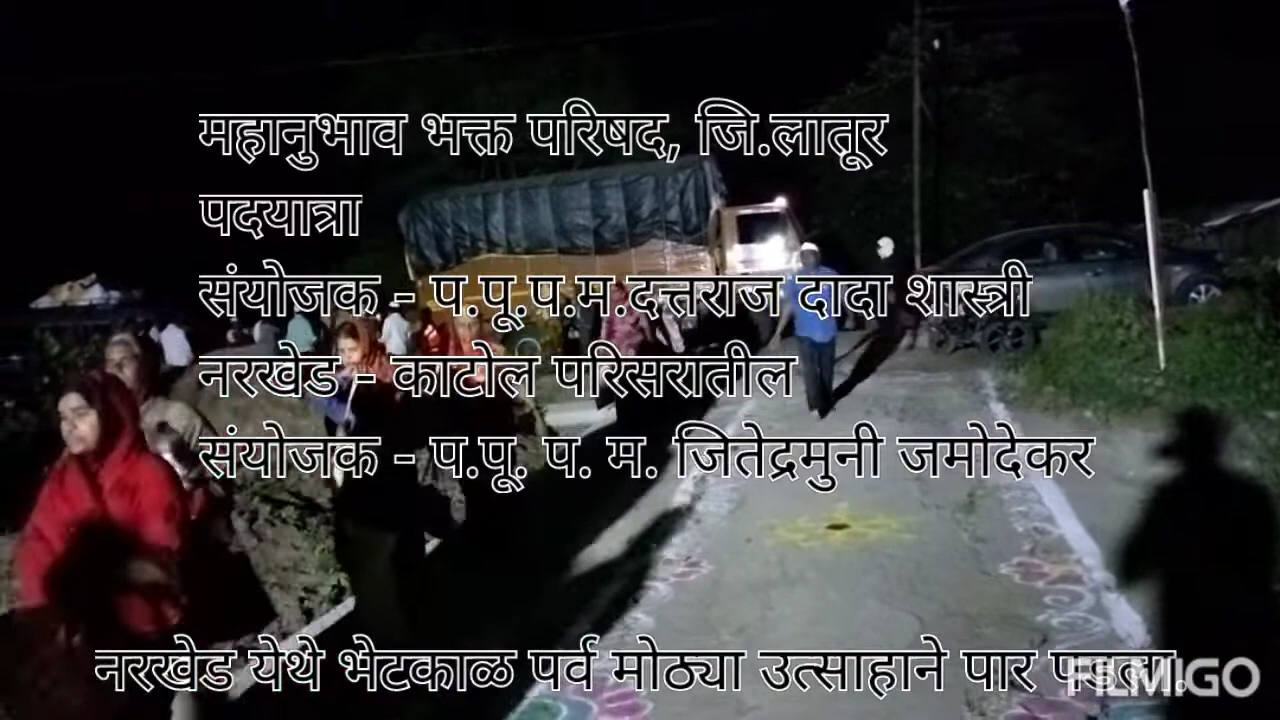 महानुभाव भक्त परिषद, जि.लातूर
पदयात्रा
संयोजक - प.पू.प.म.दत्तराज दादा शास्त्री
नरखेड - काटोल परिसरातील
संयोजक - प.पू. प. म. जितेद्रमुनी जमोदेकर
नरखेड येथे भेटकाळ पर्व मोठ्या उत्साहाने पार पडला.
FILMIGO